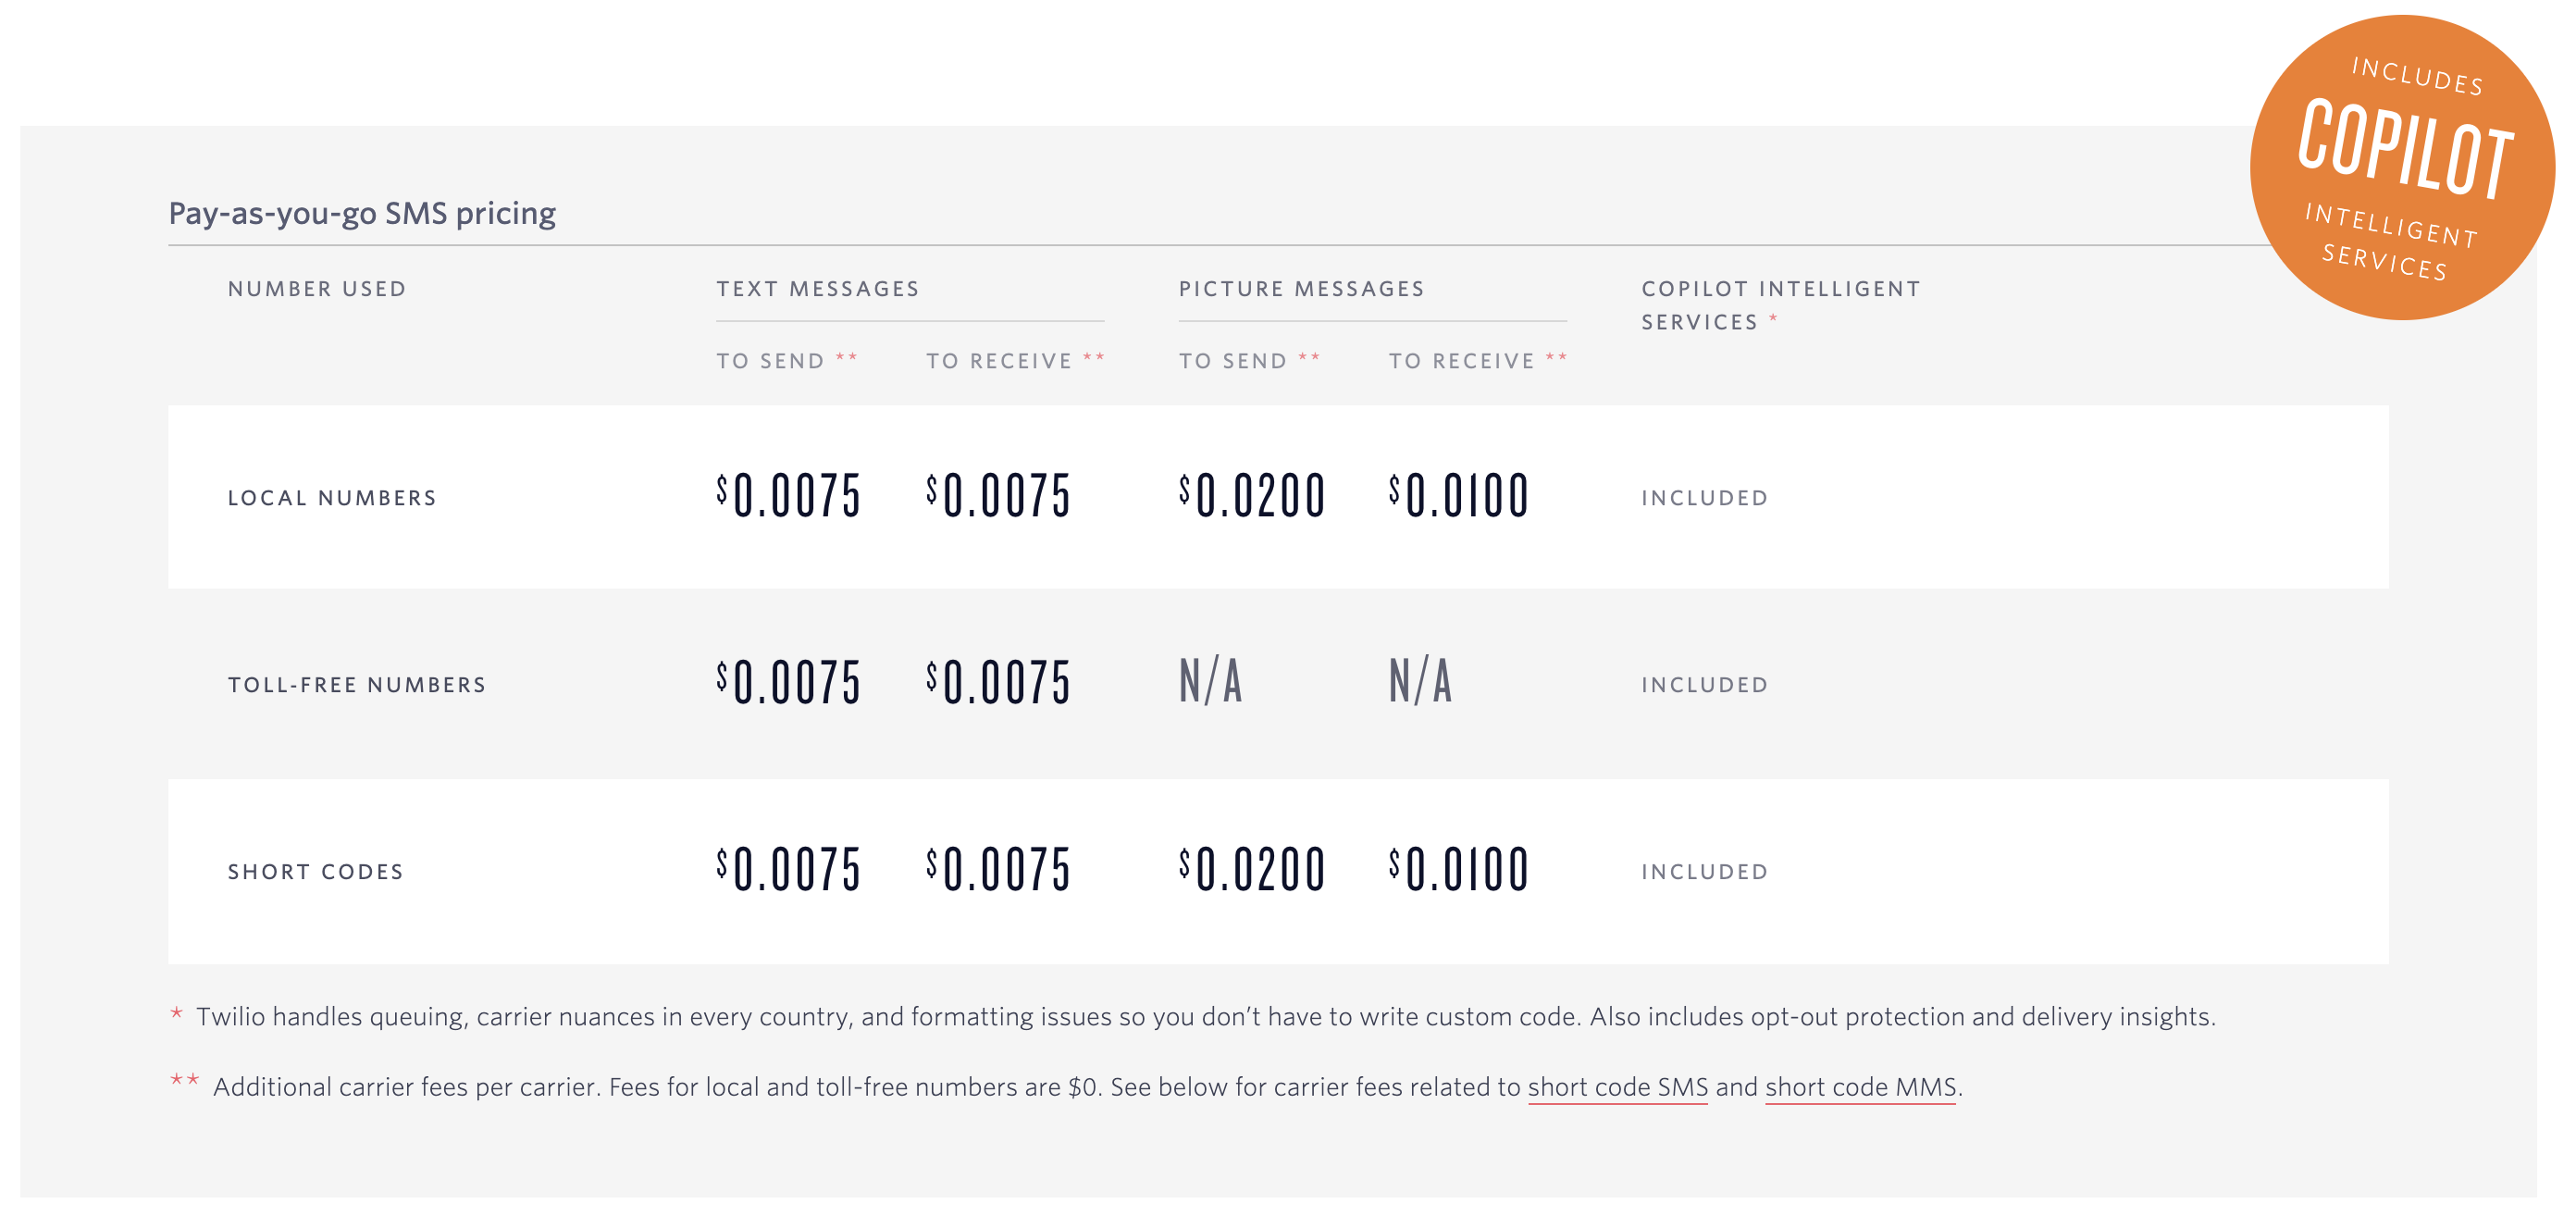 INCLUDES
COPILOT
INTELLIGENT
SERVICES
Pay-as-you-go SMS pricing
NUMBER USED TEXT MESSAGES PICTURE MESSAGES COPILOT INTELLIGENT
SERVICES *
TO SEND ** TO RECEIVE ** TO SEND ** TO RECEIVE **
LOCAL NUMBERS $0.0075 $0.0075 $0.0200 $0.0100 INCLUDED
TOLL-FREE NUMBERS $0.0075 $0.0075 N/A N/A INCLUDED
SHORT CODES $0.0075 $0.0075 $0.0200 $0.0100 INCLUDED
* Twilio handles queuing, carrier nuances in every country, and formatting issues so you don’t have to write custom code. Also includes opt-out protection and delivery insights.
** Additional carrier fees per carrier. Fees for local and toll-free numbers are $0. See below for carrier fees related to short code SMS and short code MMS.